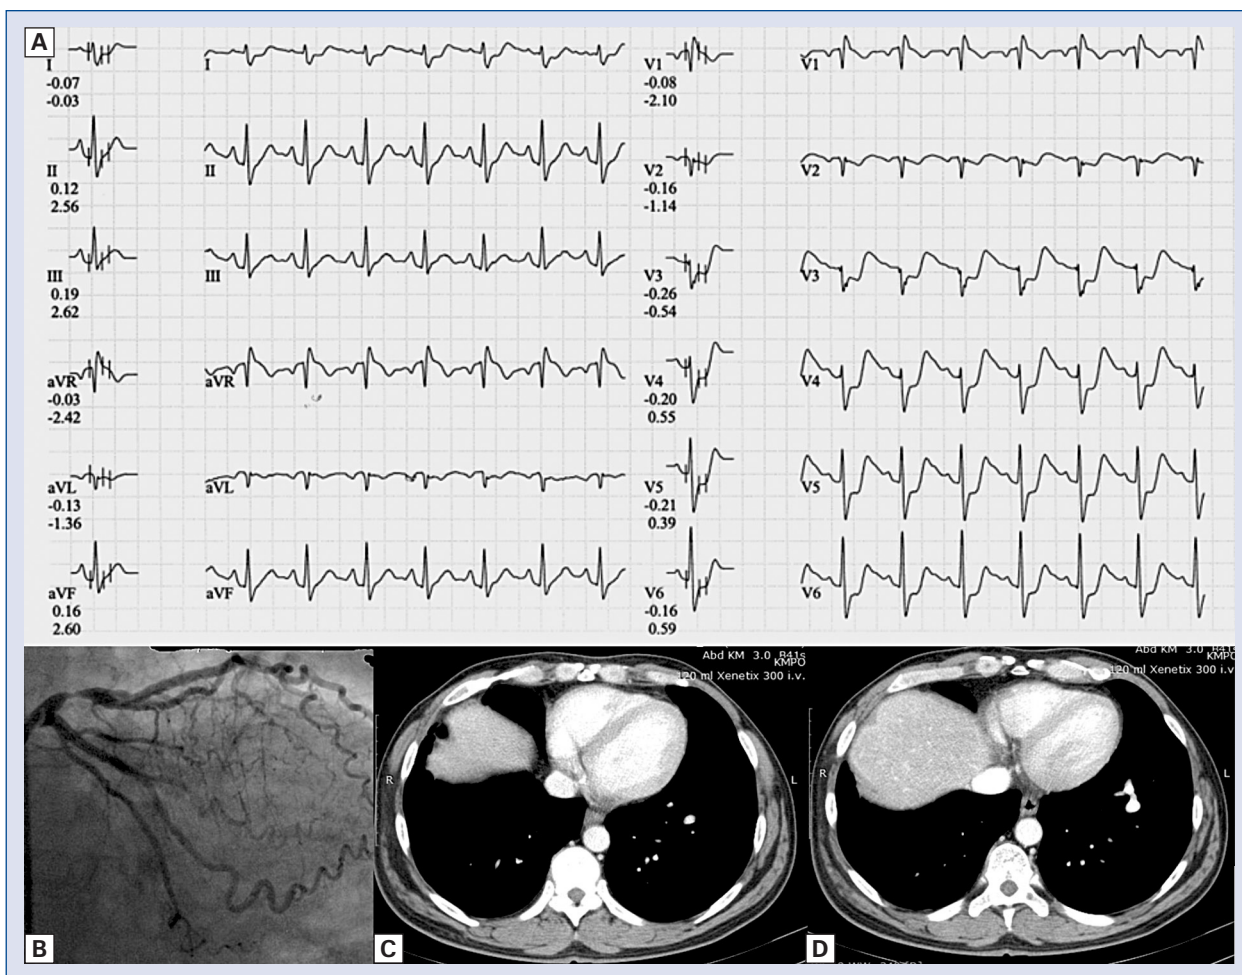 A
I
-0.07
-0.03
I
II
0.12
2.56
II
III
0.19
2.62
III
aVR
-0.03
-2.42
aVR
aVL
-0.13
-1.36
aVL
aVF
0.16
2.60
aVF
V1
-0.08
-2.10
V1
V2
-0.16
-1.14
V2
V3
-0.26
-0.54
V3
V4
-0.20
0.55
V4
V5
-0.21
0.39
V5
V6
-0.16
0.59
V6
B
Abd KM 3.0 B41s
KMPO
120 ml Xenetix 300 i.v.
R
L
C
Abd KM 3.0 B41s
KMPO
120 ml Xenetix 300 i.v.
R
L
D